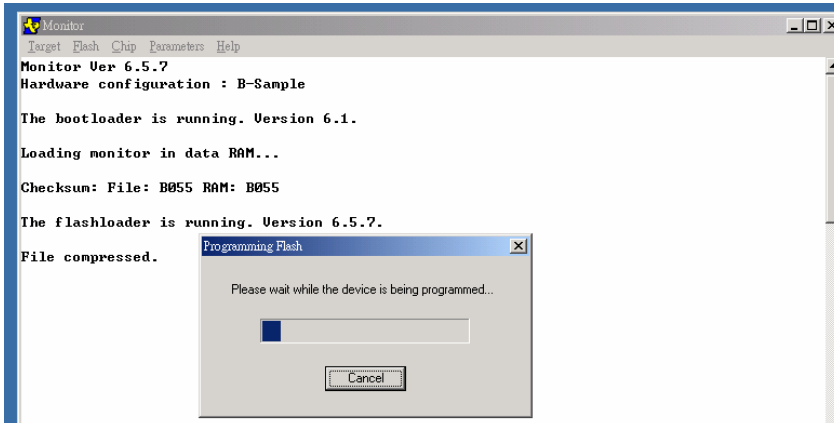 Monitor
Target Flash Chip Parameters Help
Monitor Ver 6.5.7
Hardware configuration : B-Sample
The bootloader is running. Version 6.1.
Loading monitor in data RAM...
Checksum: File: B055 RAM: B055
The flashloader is running. Version 6.5.7.
File compressed.
Programming Flash
Please wait while the device is being programmed...
Cancel